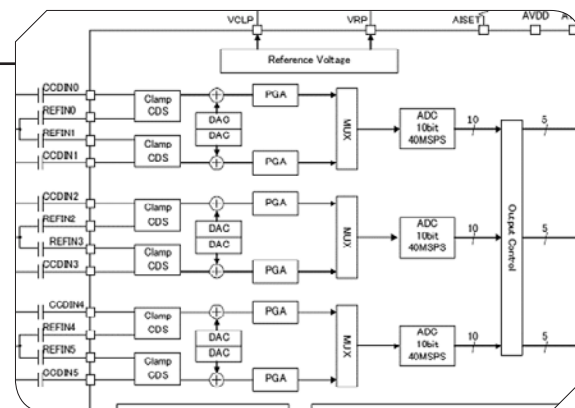 VCLP VRP AISET AVDD
Reference Voltage
CCDIN0
REFIN0
REFIN1
CCDIN1
Clamp
CDS
Clamp
CDS
DAC
DAC
PGA
PGA
MUX
ADC
10bit
40MSPS
10
5
CCDIN2
REFIN2
REFIN3
CCDIN3
Clamp
CDS
Clamp
CDS
DAC
DAC
PGA
PGA
MUX
ADC
10bit
40MSPS
10
5
Output Control
CCDIN4
REFIN4
REFIN5
CCDIN5
Clamp
CDS
Clamp
CDS
DAC
DAC
PGA
PGA
MUX
ADC
10bit
40MSPS
10
5